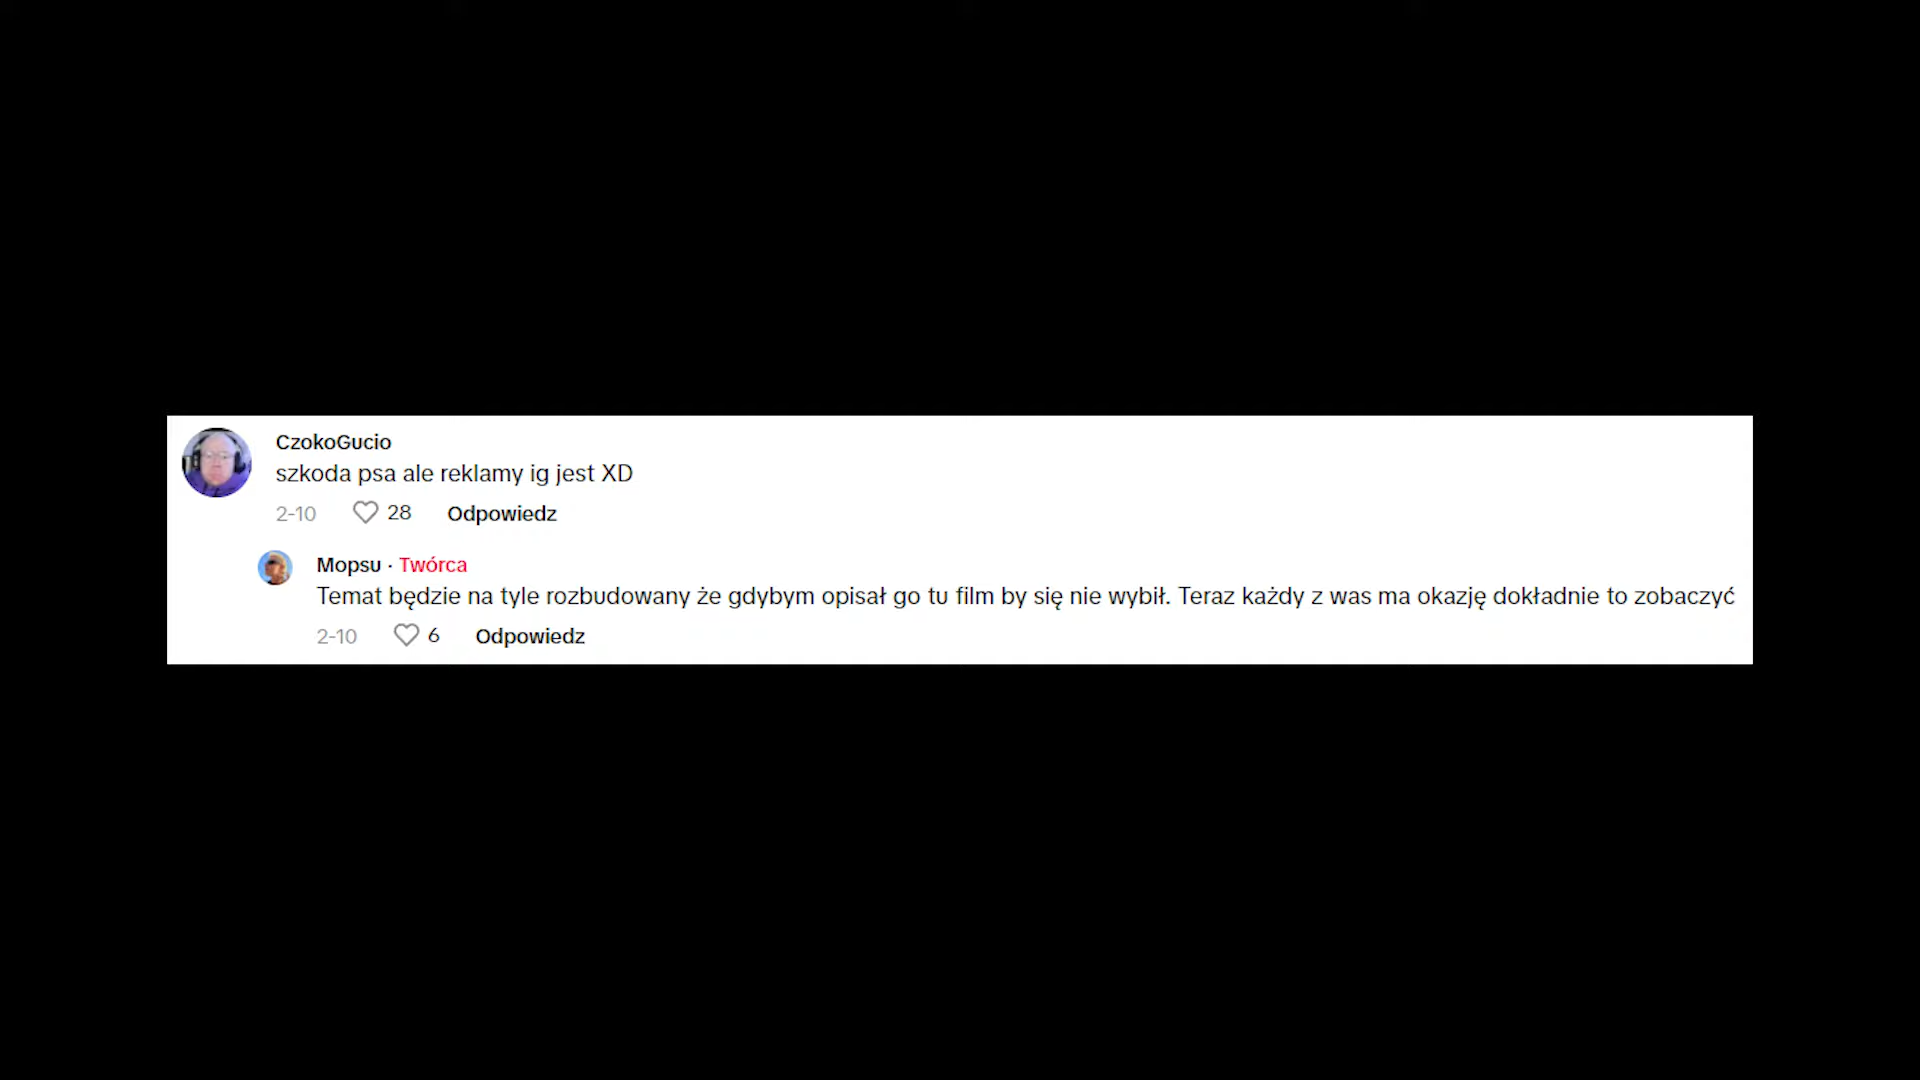 CzokoGucio
szkoda psa ale reklamy ig jest XD
2-10 28 Odpowiedz
Mopsu · Twórca
Temat będzie na tyle rozbudowany że gdybym opisał go tu film by się nie wybił. Teraz każdy z was ma okazję dokładnie to zobaczyć
2-10 6 Odpowiedz